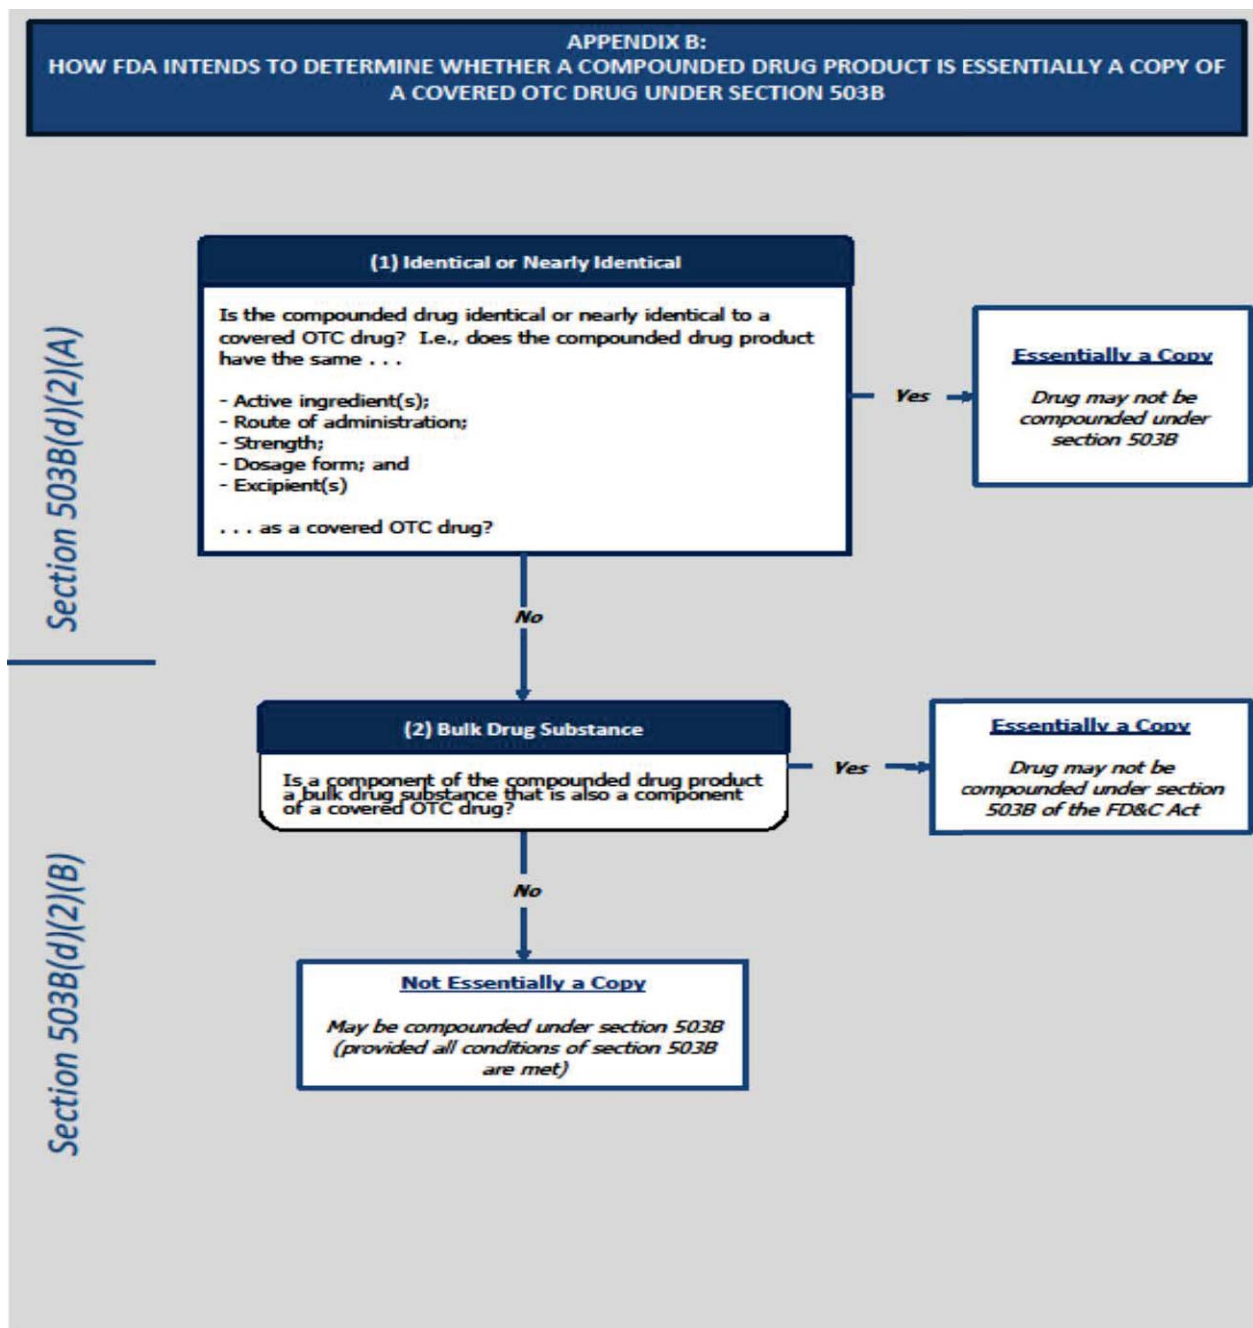 APPENDIX B:
HOW FDA INTENDS TO DETERMINE WHETHER A COMPOUNDED DRUG PRODUCT IS ESSENTIALLY A COPY OF
A COVERED OTC DRUG UNDER SECTION 503B
Section 503B(d)(2)(A)
(1) Identical or Nearly Identical
Is the compounded drug identical or nearly identical to a
covered OTC drug? I.e., does the compounded drug product
have the same . . .
- Active ingredient(s);
- Route of administration;
- Strength;
- Dosage form; and
- Excipient(s)
. . . as a covered OTC drug?
Yes
Essentially a Copy
Drug may not be
compounded under
section 503B
No
Section 503B(d)(2)(B)
(2) Bulk Drug Substance
Is a component of the compounded drug product
a bulk drug substance that is also a component
of a covered OTC drug?
Yes
Essentially a Copy
Drug may not be
compounded under section
503B of the FD&C Act
No
Not Essentially a Copy
May be compounded under section 503B
(provided all conditions of section 503B
are met)